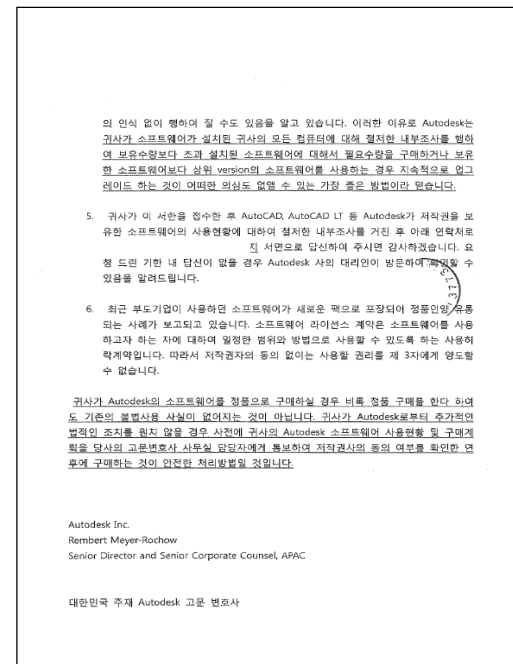 의 인식 없이 행하여 질 수도 있음을 알고 있습니다. 이러한 이유로 Autodesk는
귀사가 소프트웨어가 설치된 귀사의 모든 컴퓨터에 대해 철저한 내부조사를 행하
여 보유수량보다 초과 설치된 소프트웨어에 대해서 필요수량을 구매하거나 보유
한 소프트웨어보다 상위 version의 소프트웨어를 사용하는 경우 지속적으로 업그
레이드 하는 것이 어떠한 의심도 없앨 수 있는 가장 좋은 방법이라 믿습니다.
5. 귀사가 이 서한을 접수한 후 AutoCAD, AutoCAD LT 등 Autodesk가 저작권을 보
유한 소프트웨어의 사용현황에 대하여 철저한 내부조사를 거친 후 아래 연락처로
지 서면으로 답신하여 주시면 감사하겠습니다. 요
청 드린 기한 내 답신이 없을 경우 Autodesk 사의 대리인이 방문하여 확인할 수
있음을 알려드립니다.
6. 최근 부도기업이 사용하던 소프트웨어가 새로운 팩으로 포장되어 정품인양 유통
되는 사례가 보고되고 있습니다. 소프트웨어 라이선스 계약은 소프트웨어를 사용
하고자 하는 자에 대하여 일정한 범위와 방법으로 사용할 수 있도록 하는 사용허
락계약입니다. 따라서 저작권자의 동의 없이는 사용할 권리를 제 3자에게 양도할
수 없습니다.
귀사가 Autodesk의 소프트웨어를 정품으로 구매하실 경우 비록 정품 구매를 한다 하여
도 기존의 불법사용 사실이 없어지는 것이 아닙니다. 귀사가 Autodesk로부터 추가적인
법적인 조치를 원치 않을 경우 사전에 귀사의 Autodesk 소프트웨어 사용현황 및 구매계
획을 당사의 고문변호사 사무실 담당자에게 통보하여 저작권사의 동의 여부를 확인한 연
후에 구매하는 것이 안전한 처리방법일 것입니다.
Autodesk Inc.
Rembert Meyer-Rochow
Senior Director and Senior Corporate Counsel, APAC
대한민국 주재 Autodesk 고문 변호사